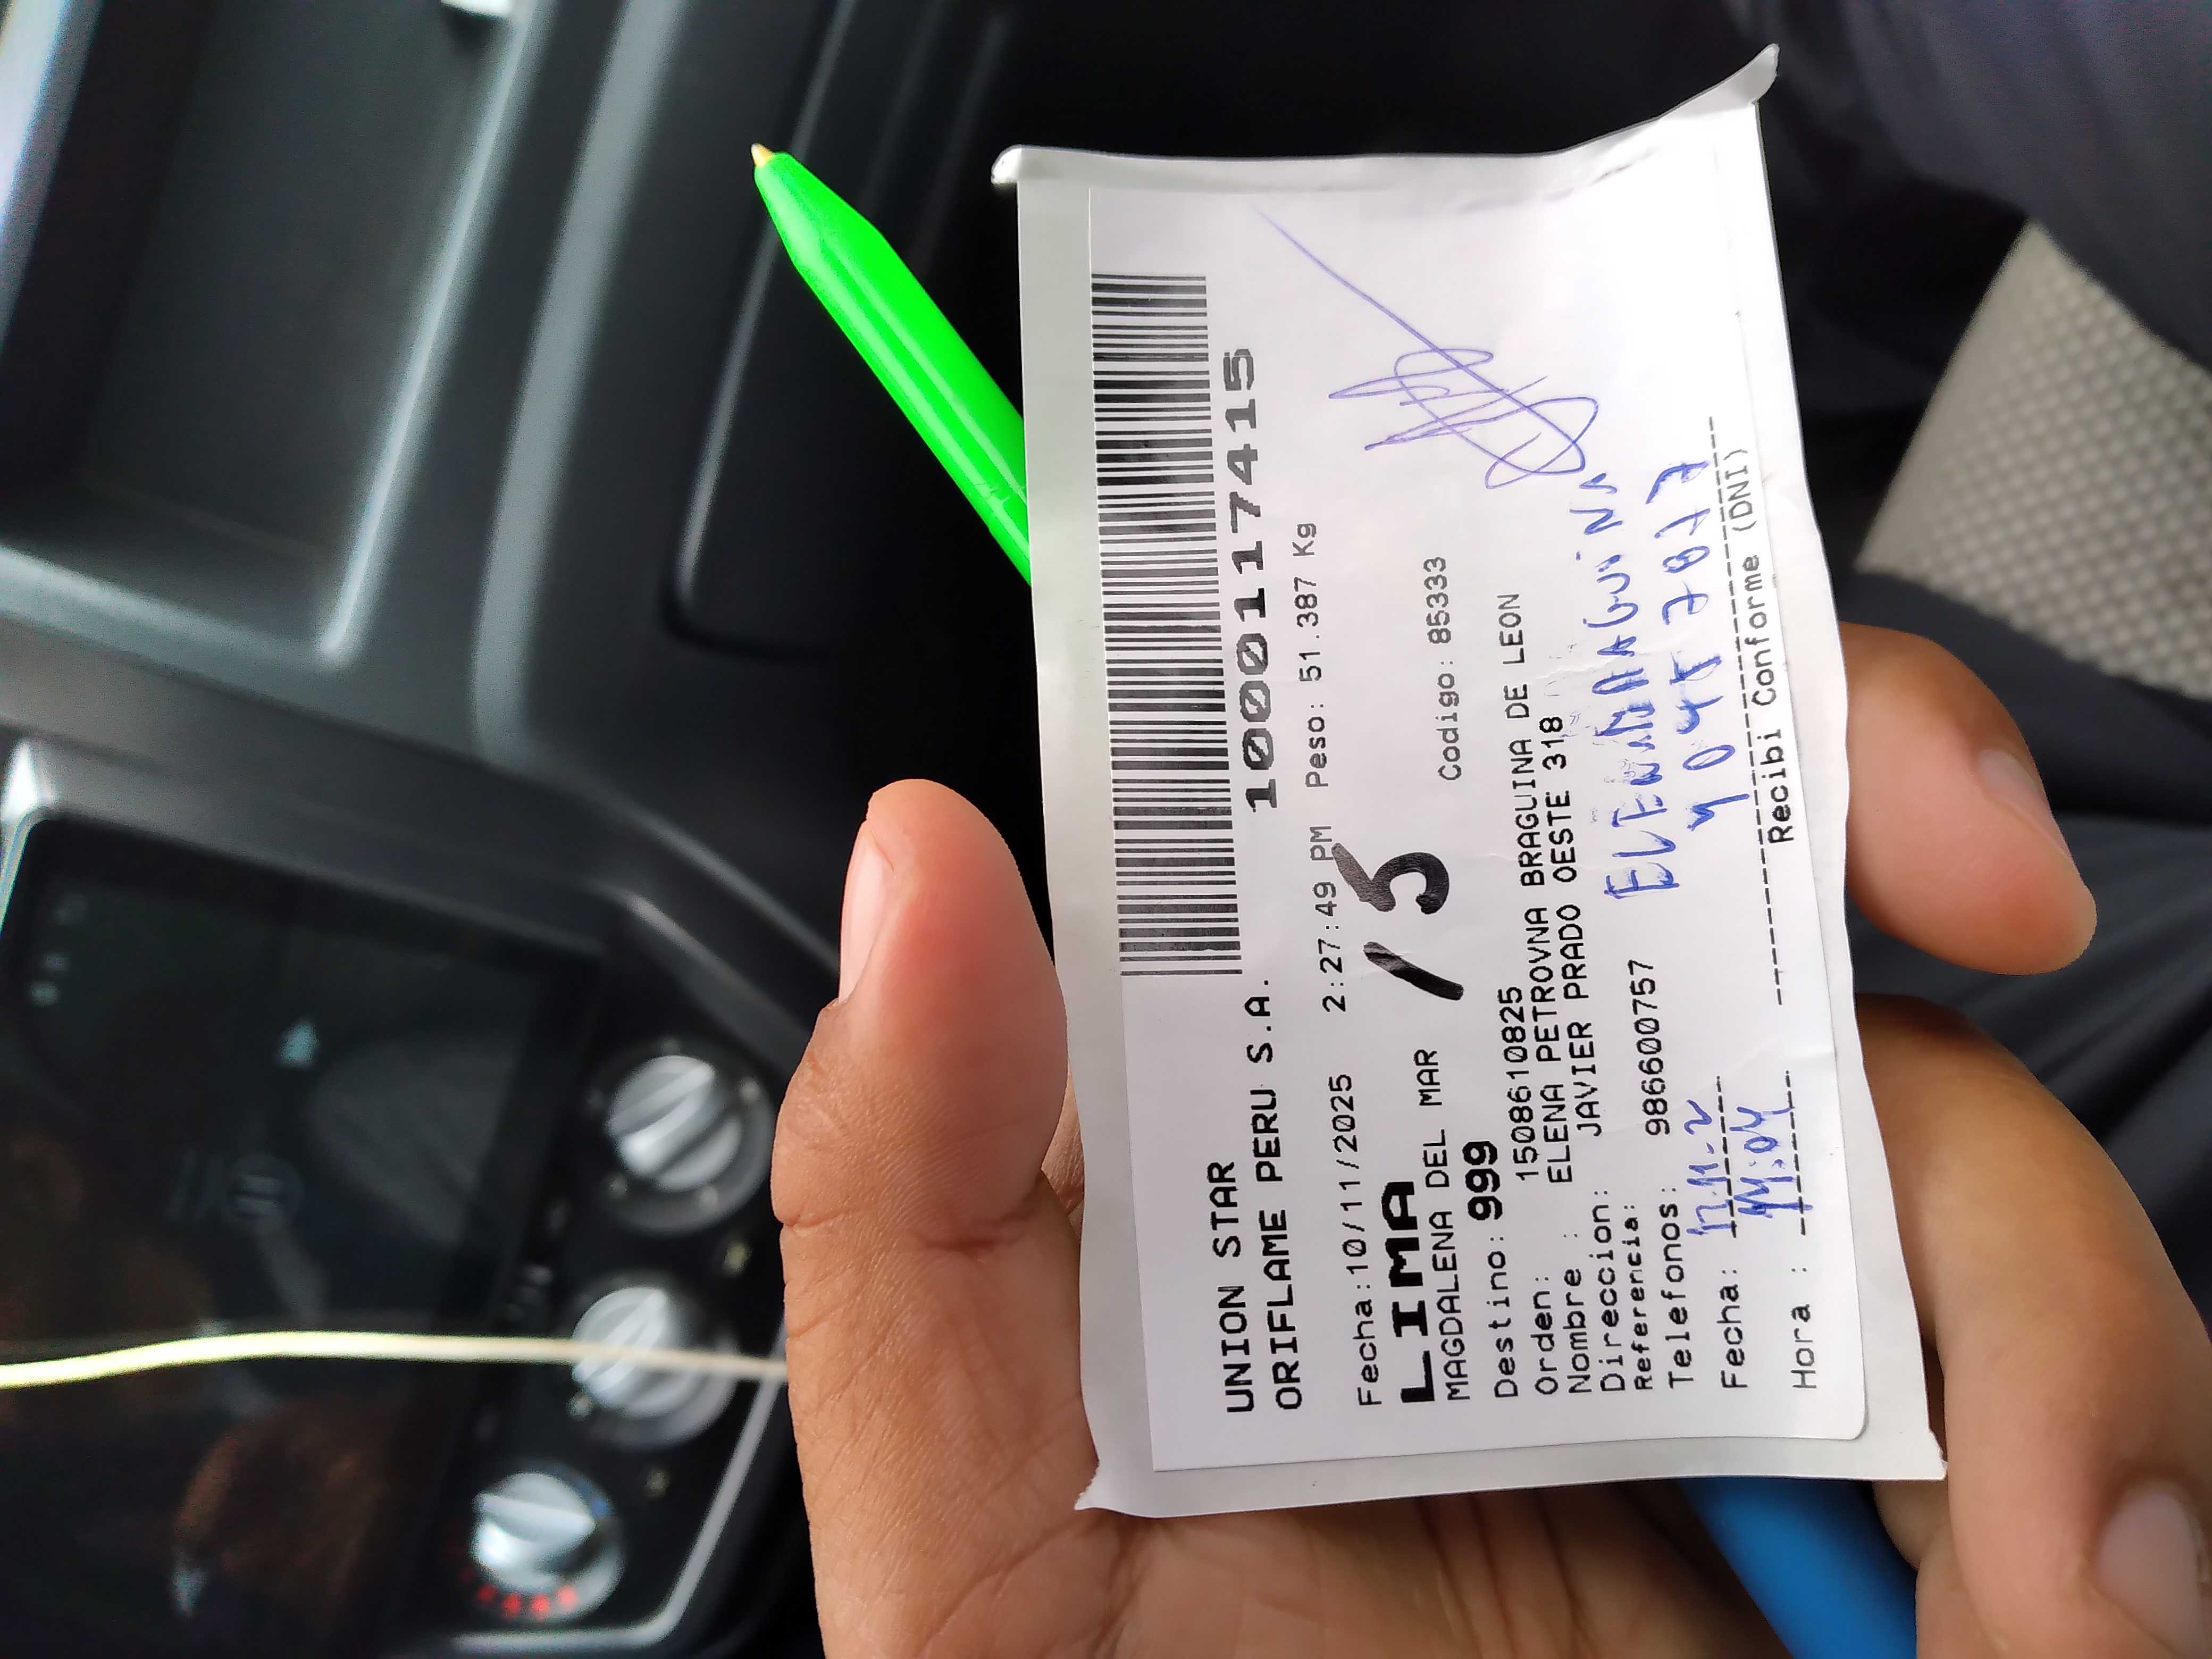 UNION STAR
ORIFLAME PERU S.A. 10001117415
Fecha:10/11/2025 2:27:49 PM Peso: 51.387 Kg
LIMA
MAGDALENA DEL MAR /5 Codigo: 85333
Destino: 999
Orden: 1508610825
Nombre : ELENA PETROVNA BRAGUINA DE LEON
Direccion: JAVIER PRADO OESTE 318
Referencia:
Telefonos: 986600757
Fecha:
Hora :
Recibi Conforme (DNI)